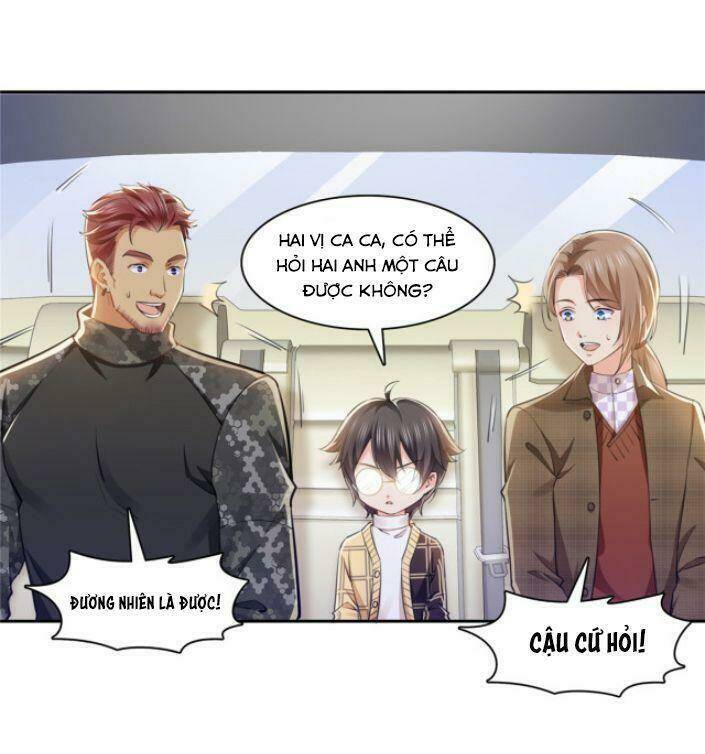 HAI VỊ CA CA, CÓ THỂ
HỎI HAI ANH MỘT CÂU
ĐƯỢC KHÔNG?
ĐƯƠNG NHIÊN LÀ ĐƯỢC!
CẬU CỨ HỎI!